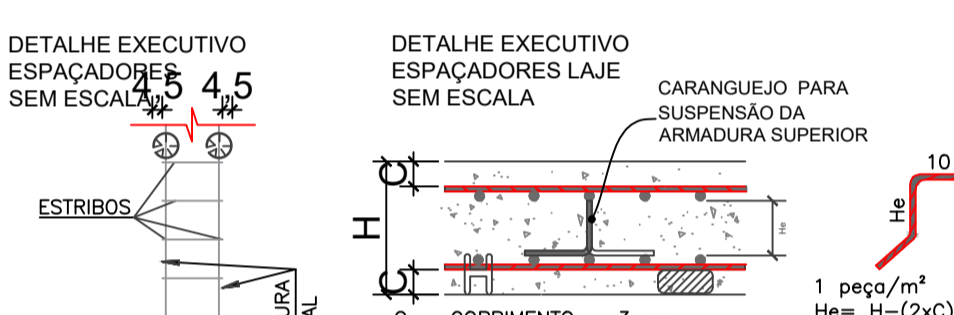 DETALHE EXECUTIVO
ESPAÇADORES
SEM ESCALA
4,5 4,5
ESTRIBOS
DETALHE EXECUTIVO
ESPAÇADORES LAJE
SEM ESCALA
CARANGUEJO PARA
SUSPENSÃO DA
ARMADURA SUPERIOR
C
H
C
He
10
He
1 peça/m²
He= H-(2xC)